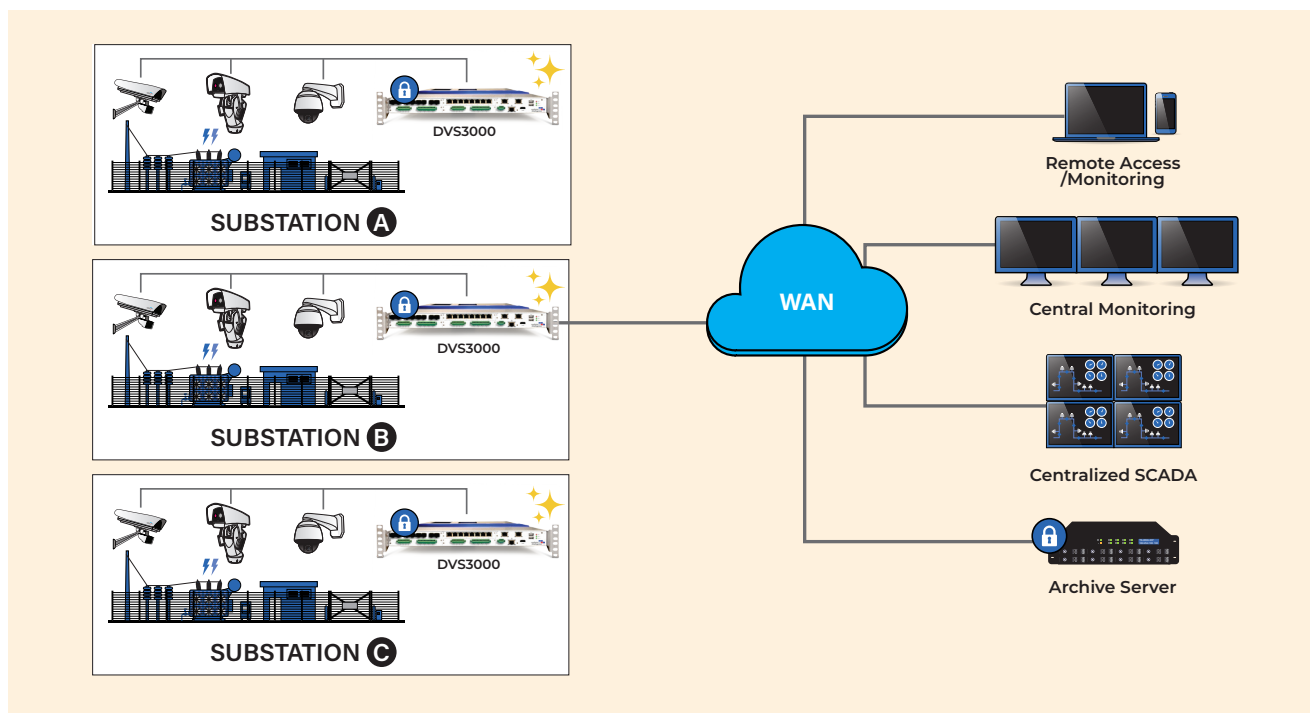 DVS3000
SUBSTATION A
DVS3000
SUBSTATION B
DVS3000
SUBSTATION C
WAN
Remote Access
/Monitoring
Central Monitoring
Centralized SCADA
Archive Server